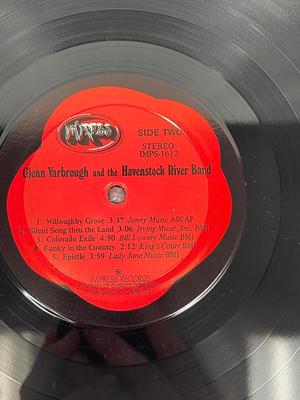 IMPRESS
SIDE TWO
STEREO
IMPS-1612
Glenn Yarbrough and the Havenstock River Band
1. Willoughby Grove 3:37 Jenny Music ASCAP
2. Silent Song thru the Land 3:06 Irving Music, Inc. BMI
3. Colorado Exile 4:50 Bill Lowery Music BMI
4. Funky in the Country 2:12 King's Court BMI
5. Epistle 3:59 Lady Jane Music BMI
IMPRESS RECORDS